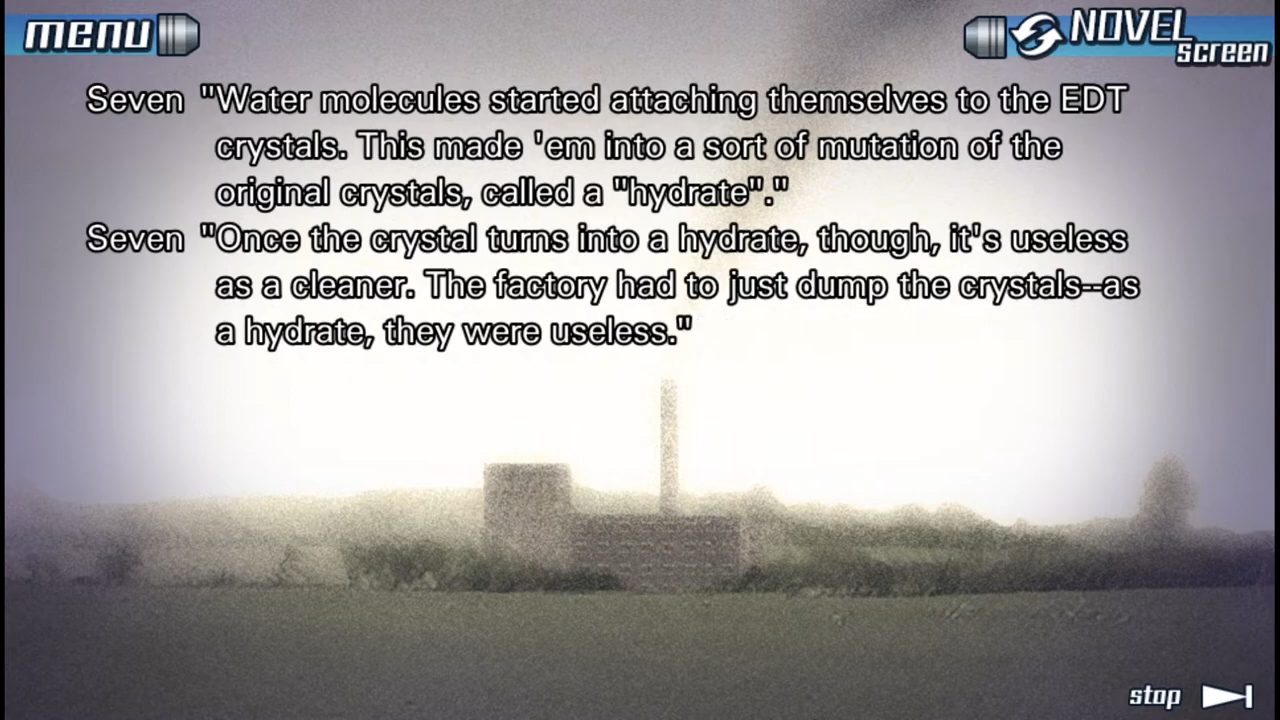 menu
NOVEL
screen
Seven "Water molecules started attaching themselves to the EDT
crystals. This made 'em into a sort of mutation of the
original crystals, called a "hydrate"."
Seven "Once the crystal turns into a hydrate, though, it's useless
as a cleaner. The factory had to just dump the crystals--as
a hydrate, they were useless."
stop